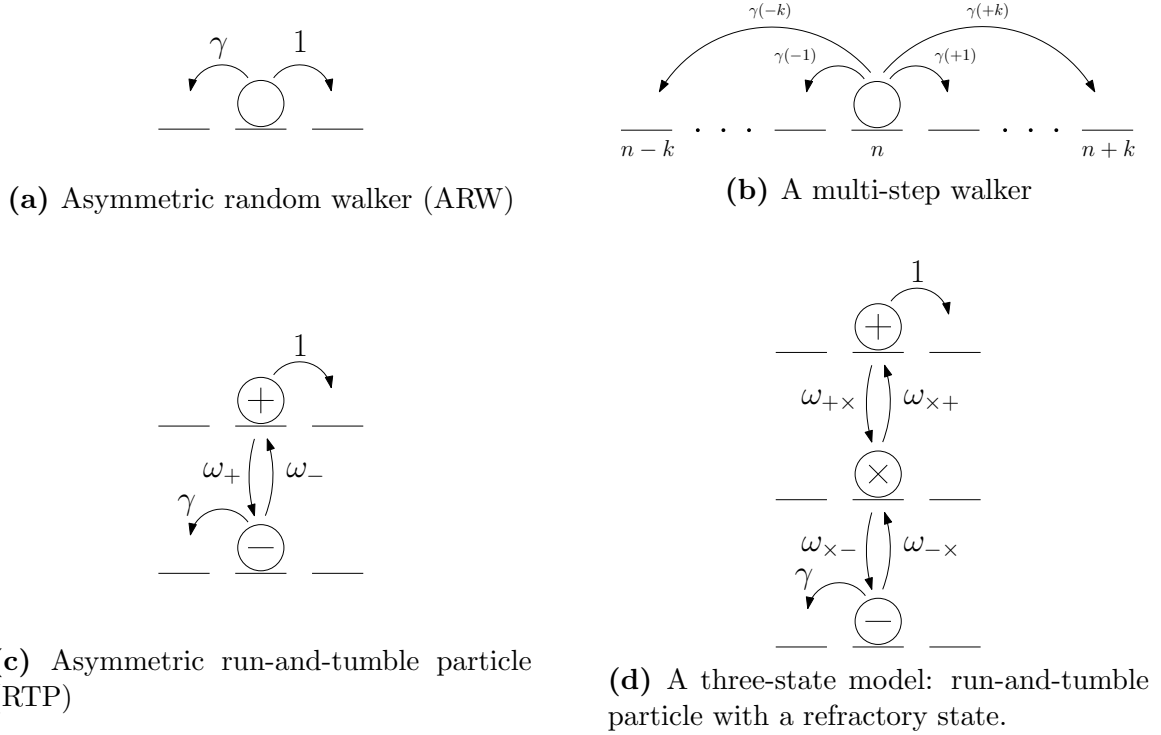 γ 1
(a) Asymmetric random walker (ARW)
γ(−k) γ(+k)
γ(−1) γ(+1)
n − k n n + k
(b) A multi-step walker
1
+
ω+ ω−
γ
−
(c) Asymmetric run-and-tumble particle
(RTP)
1
+
ω+× ω×+
×
ω×− ω−×
γ
−
(d) A three-state model: run-and-tumble
particle with a refractory state.